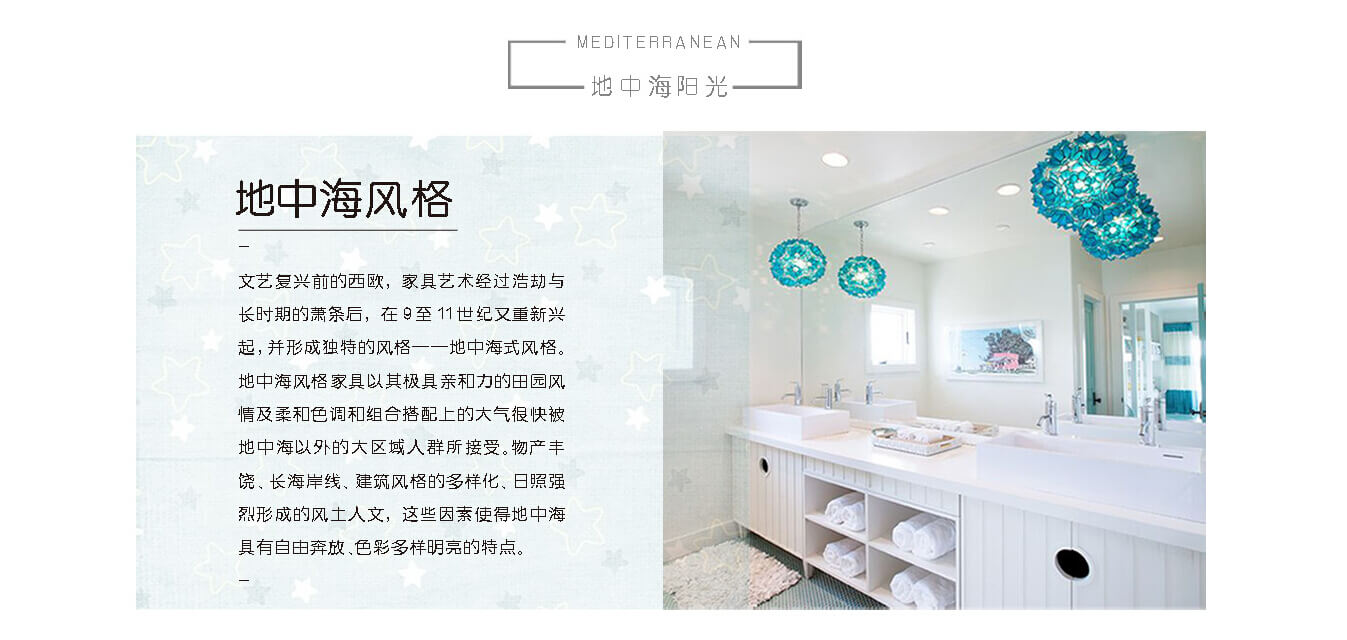 MEDITERRANEAN
地中海阳光
地中海风格
文艺复兴前的西欧，家具艺术经过浩劫与
长时期的萧条后，在9至11世纪又重新兴
起，并形成独特的风格——地中海式风格。
地中海风格家具以其极具亲和力的田园风
情及柔和色调和组合搭配上的大气很快被
地中海以外的大区域人群所接受。物产丰
饶、长海岸线、建筑风格的多样化、日照强
烈形成的风土人文，这些因素使得地中海
具有自由奔放、色彩多样明亮的特点。